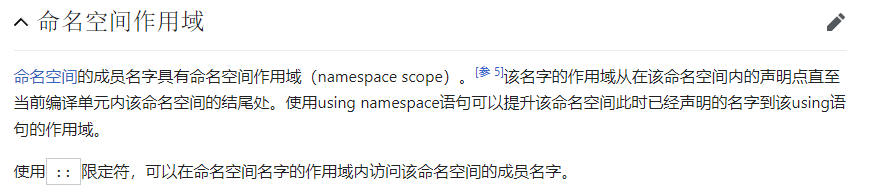 命名空间作用域
命名空间的成员名字具有命名空间作用域（namespace scope）。[参 5]该名字的作用域从在该命名空间内的声明点直至
当前编译单元内该命名空间的结尾处。使用using namespace语句可以提升该命名空间此时已经声明的名字到该using语
句的作用域。
使用 :: 限定符，可以在命名空间名字的作用域内访问该命名空间的成员名字。